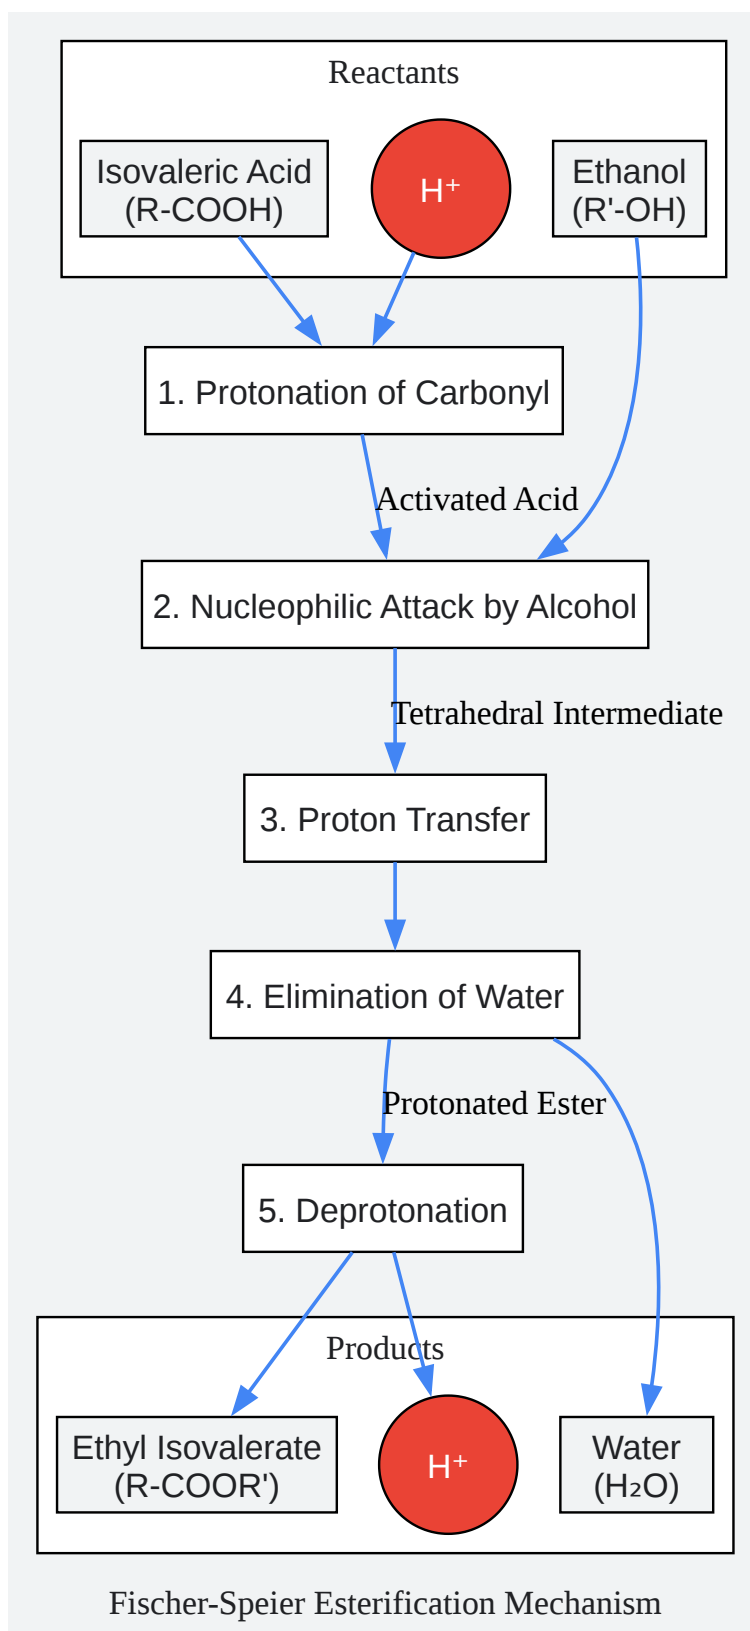 Reactants
Isovaleric Acid
(R-COOH)
H⁺
Ethanol
(R'-OH)
1. Protonation of Carbonyl
Activated Acid
2. Nucleophilic Attack by Alcohol
Tetrahedral Intermediate
3. Proton Transfer
4. Elimination of Water
Protonated Ester
5. Deprotonation
Products
Ethyl Isovalerate
(R-COOR')
H⁺
Water
(H₂O)
Fischer-Speier Esterification Mechanism